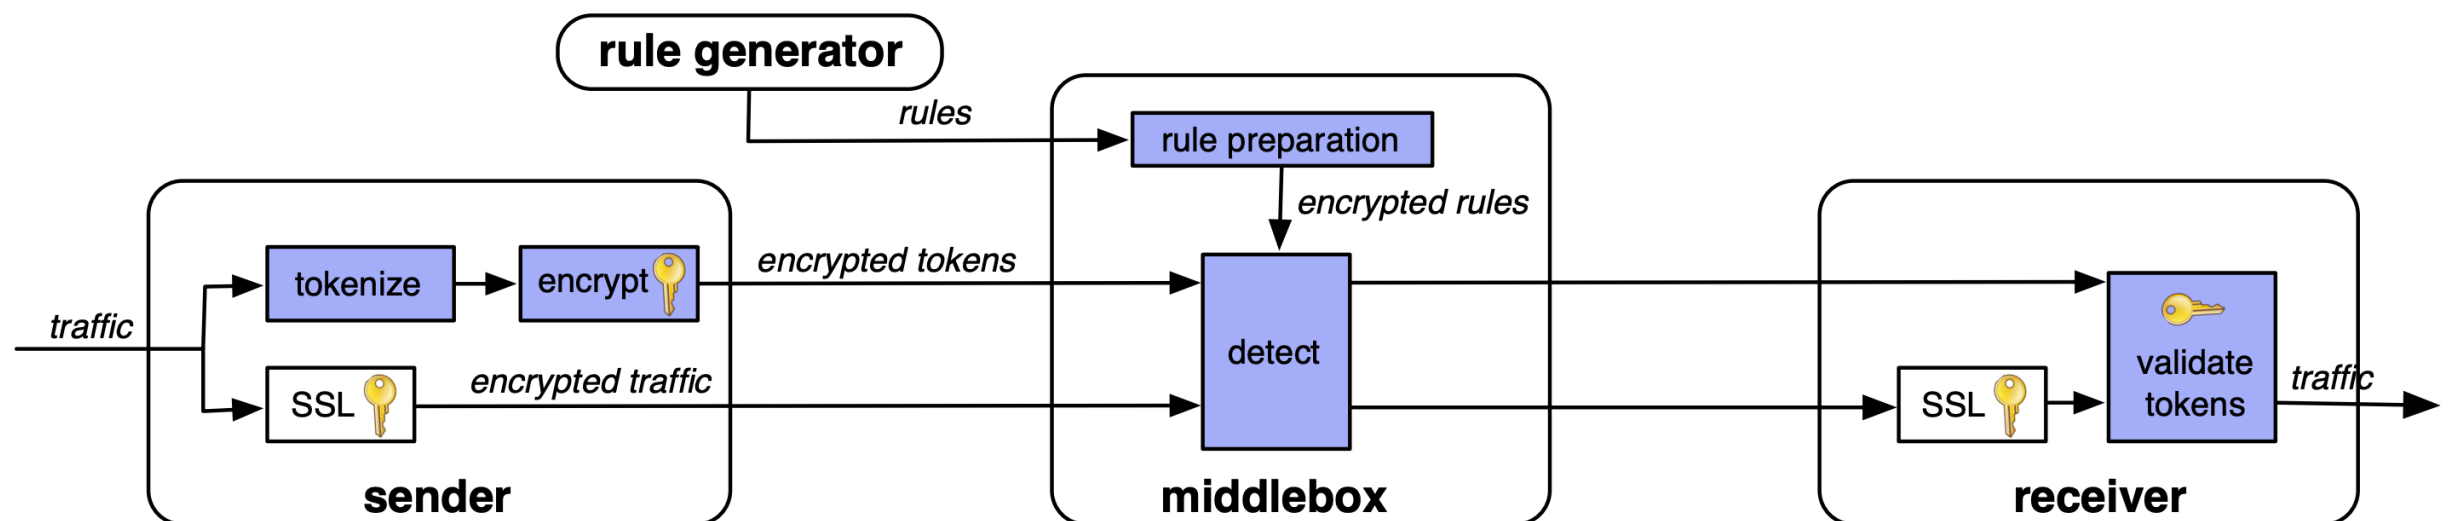 rule generator
rules
rule preparation
encrypted rules
traffic
tokenize
encrypt
encrypted tokens
SSL
encrypted traffic
detect
SSL
validate
tokens
traffic
sender
middlebox
receiver